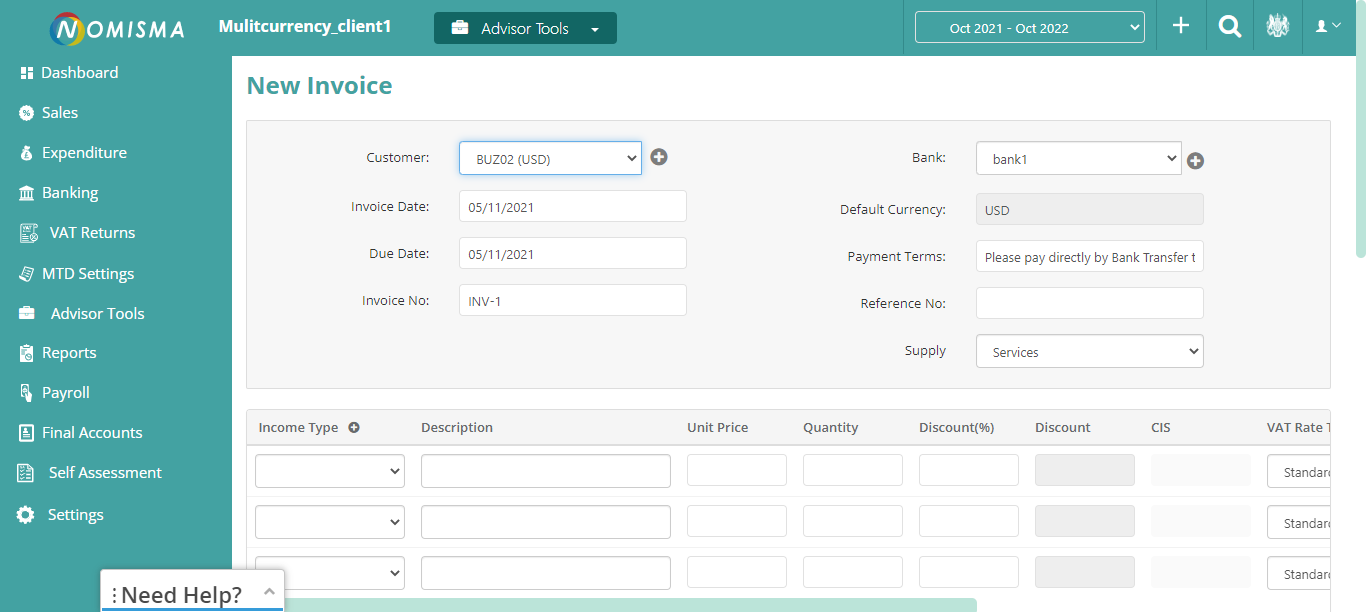 NOMISMA
Mulitcurrency_client1
Advisor Tools
Oct 2021 - Oct 2022
Dashboard
Sales
Expenditure
Banking
VAT Returns
MTD Settings
Advisor Tools
Reports
Payroll
Final Accounts
Self Assessment
Settings
Need Help?
New Invoice
Customer: BUZ02 (USD)
Invoice Date: 05/11/2021
Due Date: 05/11/2021
Invoice No: INV-1
Bank: bank1
Default Currency: USD
Payment Terms: Please pay directly by Bank Transfer t
Reference No:
Supply Services
Income Type Description Unit Price Quantity Discount(%) Discount CIS VAT Rate T
Standard
Standard
Standard